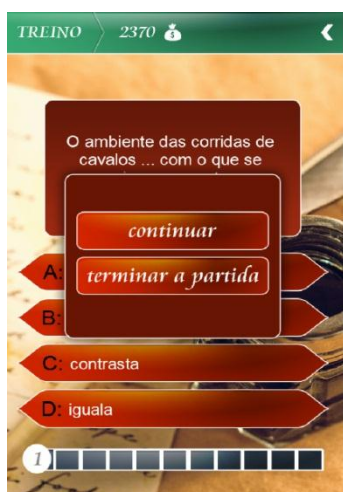 TREINO 2370
O ambiente das corridas de
cavalos ... com o que se
continuar
terminar a partida
A:
B:
C: contrasta
D: iguala
1